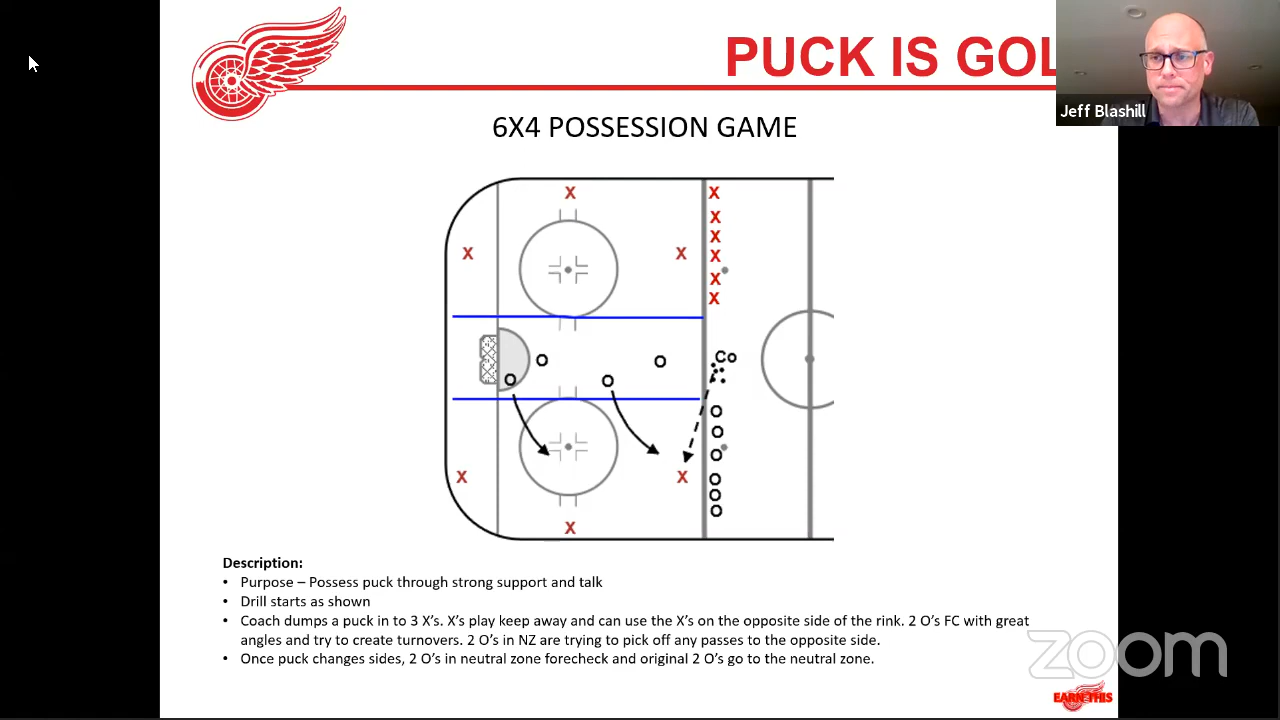 PUCK IS GOL
Jeff Blashill
6X4 POSSESSION GAME
X
X
X
X
X
X
X
X
X
Co
O
O
O
O
O
O
O
O
O
O
X
X
X
Description:
• Purpose – Possess puck through strong support and talk
• Drill starts as shown
• Coach dumps a puck in to 3 X's. X's play keep away and can use the X's on the opposite side of the rink. 2 O's FC with great
angles and try to create turnovers. 2 O's in NZ are trying to pick off any passes to the opposite side.
• Once puck changes sides, 2 O's in neutral zone forecheck and original 2 O's go to the neutral zone.
zoom
EARN THIS